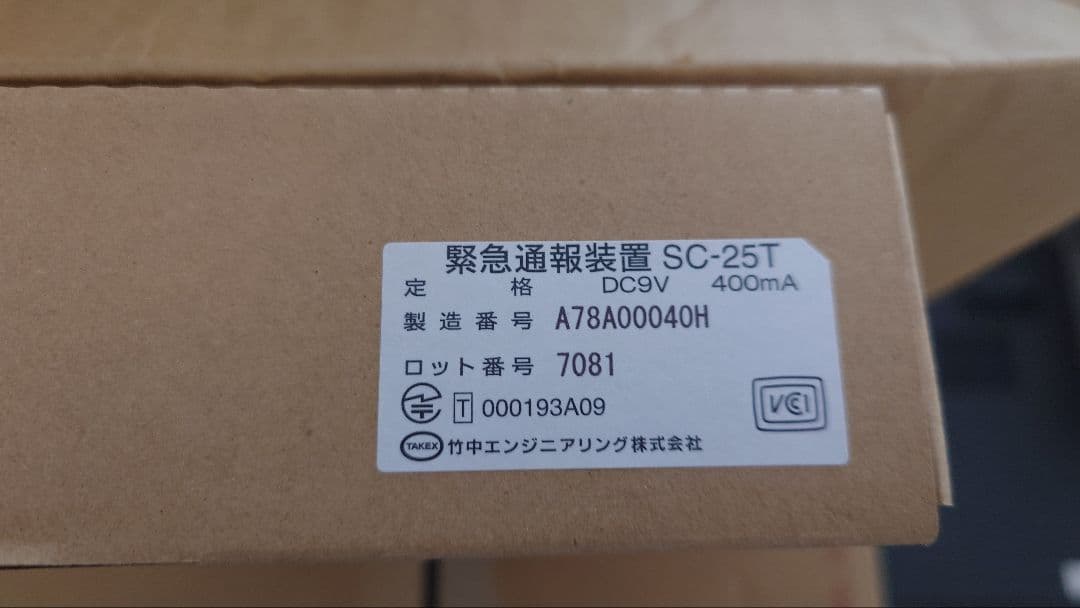 緊急通報装置 SC-25T
定格 DC9V 400mA
製造番号 A78A00040H
ロット番号 7081
T 000193A09
VCCI
TAKEX 竹中エンジニアリング株式会社